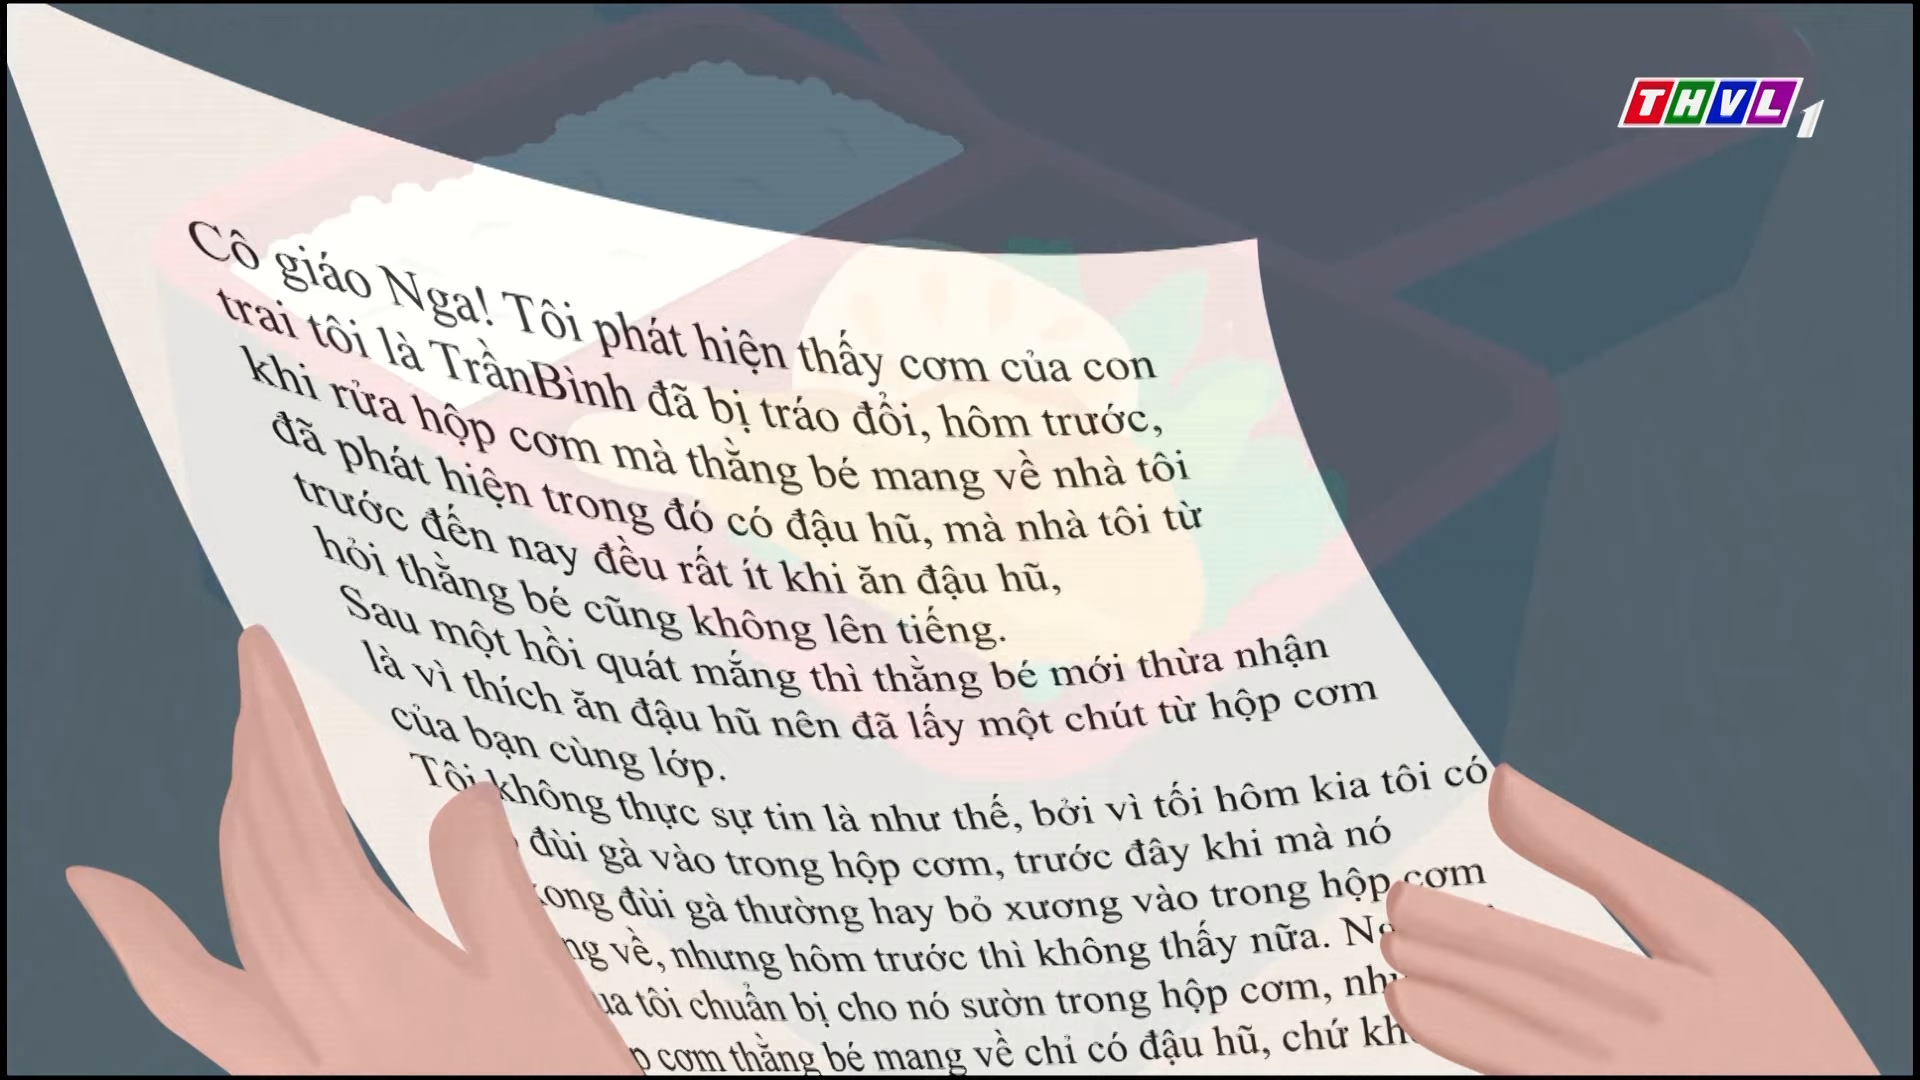 THVL1
Cô giáo Nga! Tôi phát hiện thấy cơm của con
trai tôi là TrầnBình đã bị tráo đổi, hôm trước,
khi rửa hộp cơm mà thằng bé mang về nhà tôi
đã phát hiện trong đó có đậu hũ, mà nhà tôi từ
trước đến nay đều rất ít khi ăn đậu hũ,
hỏi thằng bé cũng không lên tiếng.
Sau một hồi quát mắng thì thằng bé mới thừa nhận
là vì thích ăn đậu hũ nên đã lấy một chút từ hộp cơm
của bạn cùng lớp.
Tôi không thực sự tin là như thế, bởi vì tối hôm kia tôi có
đùi gà vào trong hộp cơm, trước đây khi mà nó
đùi gà thường hay bỏ xương vào trong hộp cơm
về, nhưng hôm trước thì không thấy nữa.
tôi chuẩn bị cho nó sườn trong hộp cơm,
cơm thằng bé mang về chỉ có đậu hũ, chứ